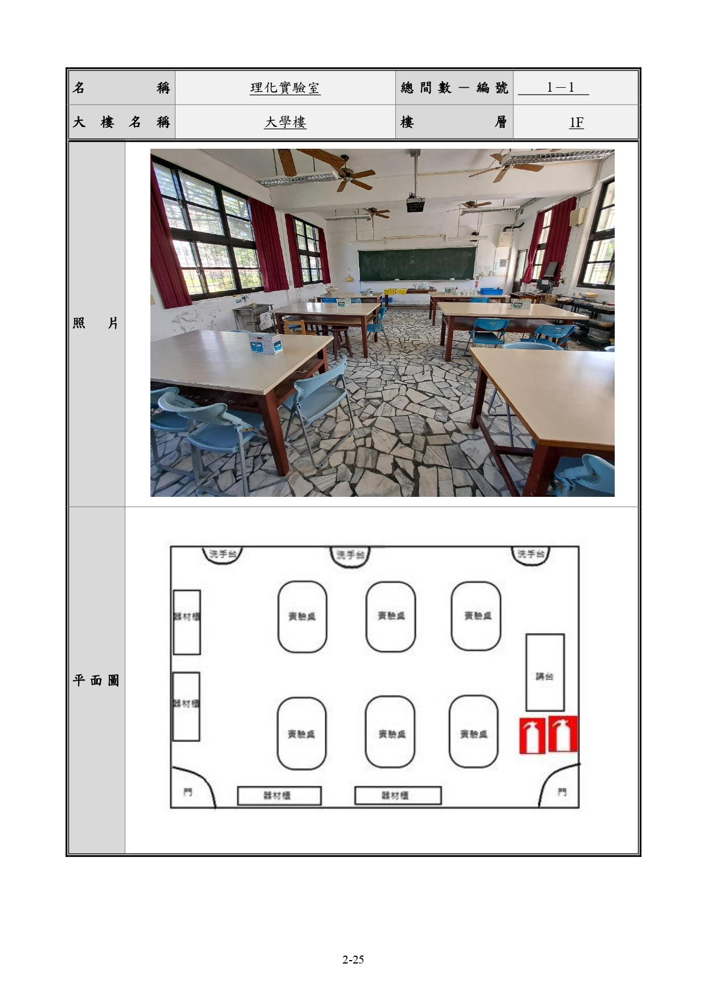 名稱 理化實驗室 總間數－編號 1－1
大樓名稱 大學樓 樓層 1F
照片
平面圖
洗手台 洗手台 洗手台
實驗桌 實驗桌 實驗桌
器材櫃
講台
器材櫃
實驗桌 實驗桌 實驗桌
門 器材櫃 器材櫃 門
2-25